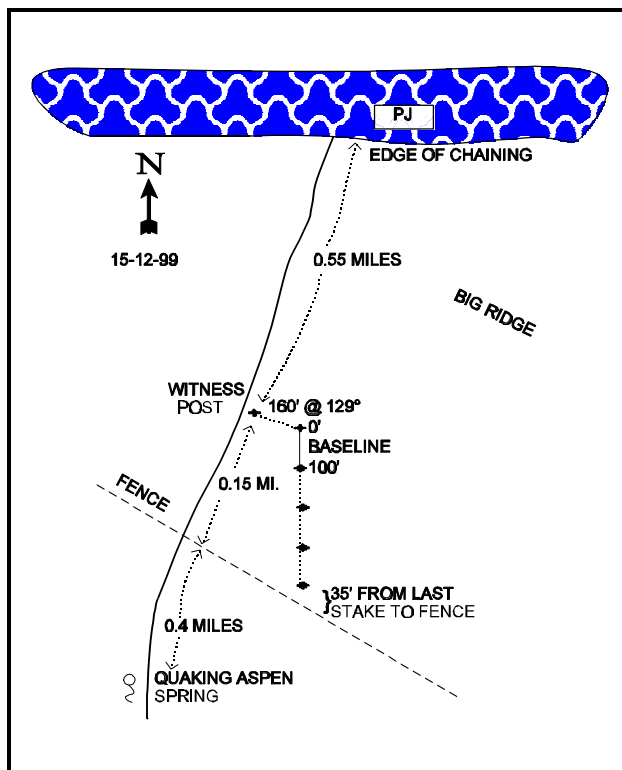 PJ
EDGE OF CHAINING
N
15-12-99
0.55 MILES
BIG RIDGE
WITNESS
POST
160' @ 129°
0'
BASELINE
100'
FENCE
0.15 MI.
35' FROM LAST
STAKE TO FENCE
0.4 MILES
QUAKING ASPEN
SPRING